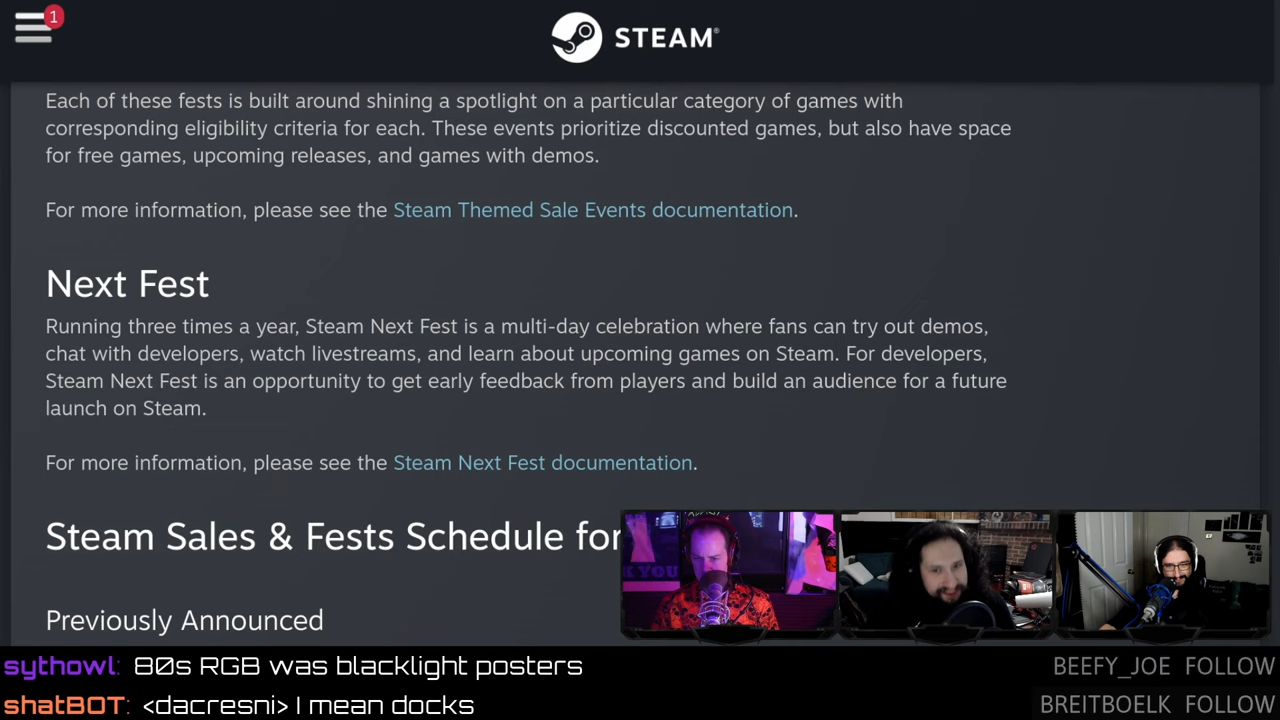 1
STEAM®
Each of these fests is built around shining a spotlight on a particular category of games with
corresponding eligibility criteria for each. These events prioritize discounted games, but also have space
for free games, upcoming releases, and games with demos.
For more information, please see the Steam Themed Sale Events documentation.
Next Fest
Running three times a year, Steam Next Fest is a multi-day celebration where fans can try out demos,
chat with developers, watch livestreams, and learn about upcoming games on Steam. For developers,
Steam Next Fest is an opportunity to get early feedback from players and build an audience for a future
launch on Steam.
For more information, please see the Steam Next Fest documentation.
Steam Sales & Fests Schedule for
Previously Announced
K YOU
sythowl: 80s RGB was blacklight posters
BEEFY_JOE FOLLOW
shatBOT: <dacresni> I mean docks
BREITBOELK FOLLOW